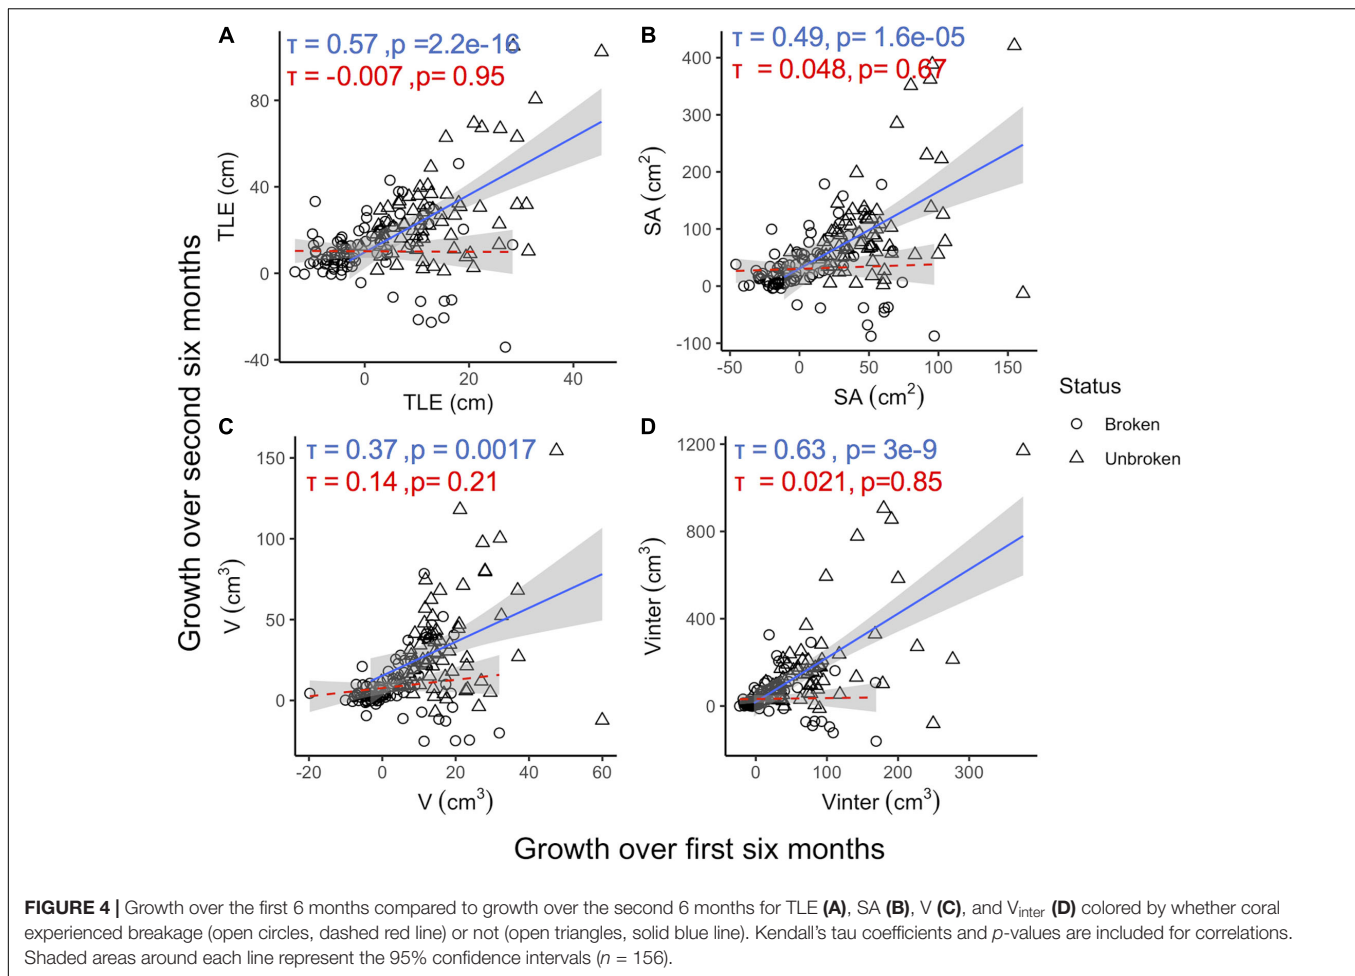 A
τ = 0.57 ,p =2.2e-16
τ = -0.007 ,p= 0.95
80
40
0
-40
TLE (cm)
0 20 40
TLE (cm)
B
τ = 0.49, p= 1.6e-05
τ = 0.048, p= 0.67
400
300
200
100
0
-100
SA (cm²)
-50 0 50 100 150
SA (cm²)
C
τ = 0.37 ,p = 0.0017
τ = 0.14 ,p= 0.21
150
100
50
0
V (cm³)
-20 0 20 40 60
V (cm³)
D
τ = 0.63 , p= 3e-9
τ = 0.021, p=0.85
1200
800
400
0
Vinter (cm³)
0 100 200 300
Vinter (cm³)
Growth over second six months
Growth over first six months
Status
Broken
Unbroken
FIGURE 4 | Growth over the first 6 months compared to growth over the second 6 months for TLE (A), SA (B), V (C), and Vinter (D) colored by whether coral
experienced breakage (open circles, dashed red line) or not (open triangles, solid blue line). Kendall's tau coefficients and p-values are included for correlations.
Shaded areas around each line represent the 95% confidence intervals (n = 156).